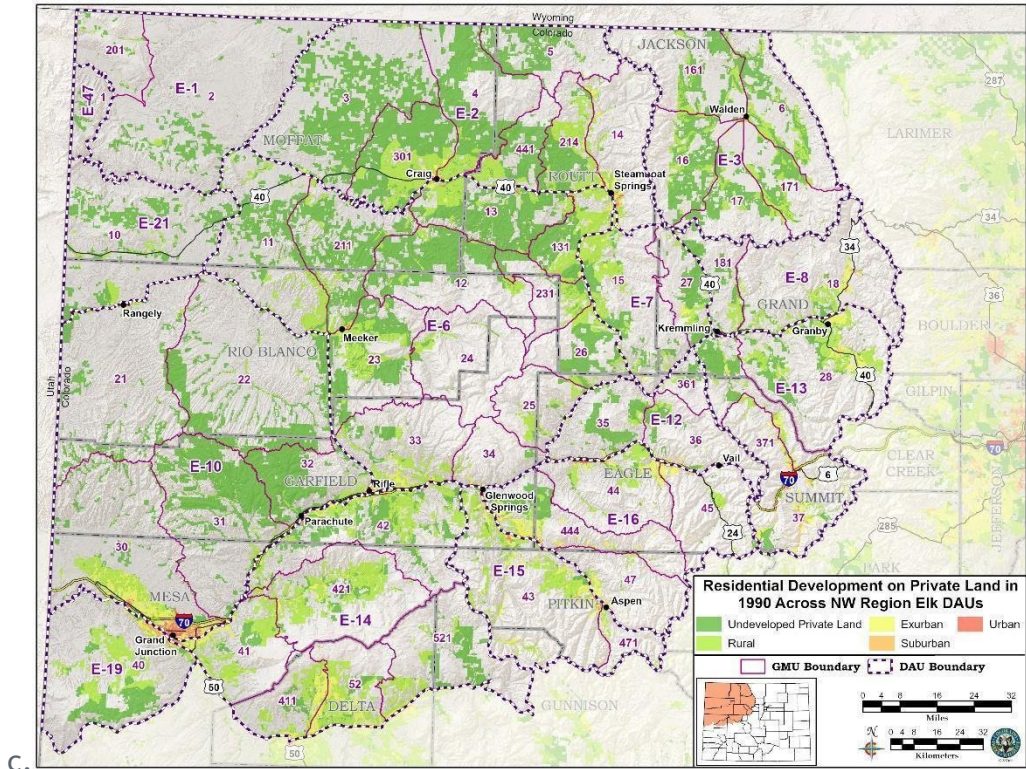 Wyoming
Colorado
201
5
JACKSON
161
287
E-47
1
E-1
2
3
4
E-2
6
Walden
LARIMER
MOFFAT
441
214
14
301
16
E-3
Craig
ROUTT
Steamboat
Springs
40
40
171
E-21
13
17
10
11
211
131
34
34
181
15
E-8
12
27
40
18
231
E-7
GRAND
36
Rangely
Kremmling
Granby
BOULDER
Meeker
E-6
RIO BLANCO
23
24
26
28
40
Utah
Colorado
21
22
361
E-13
GILPIN
25
35
E-12
33
36
371
34
E-10
32
Vail
70
70
GARFIELD
Rifle
EAGLE
6
CLEAR
CREEK
44
SUMMIT
Glenwood
Springs
JEFFERSON
31
Parachute
42
45
37
285
444
E-16
24
30
PARK
E-15
47
MESA
421
43
PITKIN
Aspen
70
E-14
Grand
Junction
471
41
521
E-19
40
50
52
411
DELTA
GUNNISON
50
Residential Development on Private Land in
1990 Across NW Region Elk DAUs
Undeveloped Private Land
Exurban
Urban
Rural
Suburban
GMU Boundary
DAU Boundary
0 4 8 16 24 32
Miles
N
0 4 8 16 24 32
Kilometers
c.